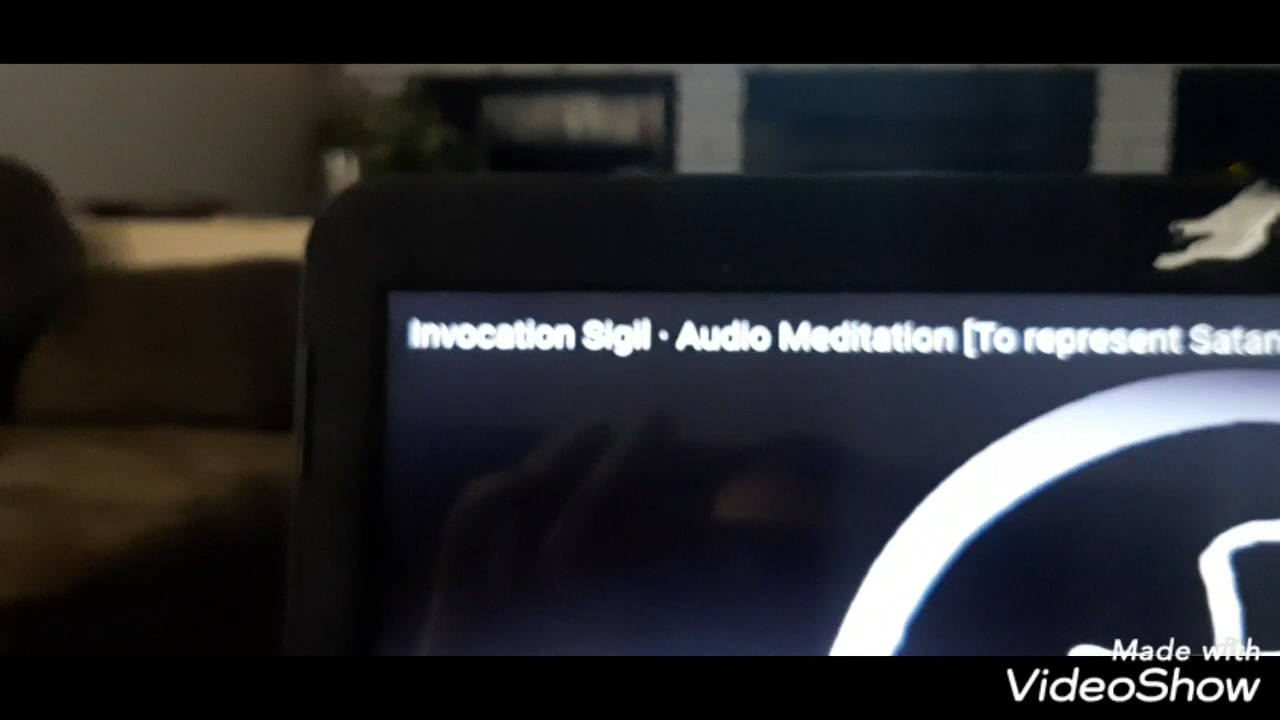 Invocation Sigil · Audio Meditation [To represent Satan
Made with
VideoShow